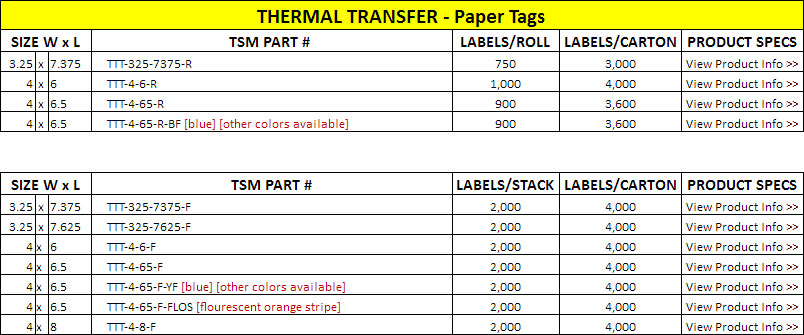 THERMAL TRANSFER - Paper Tags
SIZE W x L TSM PART # LABELS/ROLL LABELS/CARTON PRODUCT SPECS
3.25 x 7.375 TTT-325-7375-R 750 3,000 View Product Info >>
4 x 6 TTT-4-6-R 1,000 4,000 View Product Info >>
4 x 6.5 TTT-4-65-R 900 3,600 View Product Info >>
4 x 6.5 TTT-4-65-R-BF [blue] [other colors available] 900 3,600 View Product Info >>
SIZE W x L TSM PART # LABELS/STACK LABELS/CARTON PRODUCT SPECS
3.25 x 7.375 TTT-325-7375-F 2,000 4,000 View Product Info >>
3.25 x 7.625 TTT-325-7625-F 2,000 4,000 View Product Info >>
4 x 6 TTT-4-6-F 2,000 4,000 View Product Info >>
4 x 6.5 TTT-4-65-F 2,000 4,000 View Product Info >>
4 x 6.5 TTT-4-65-F-YF [blue] [other colors available] 2,000 4,000 View Product Info >>
4 x 6.5 TTT-4-65-F-FLOS [flourescent orange stripe] 2,000 4,000 View Product Info >>
4 x 8 TTT-4-8-F 2,000 4,000 View Product Info >>